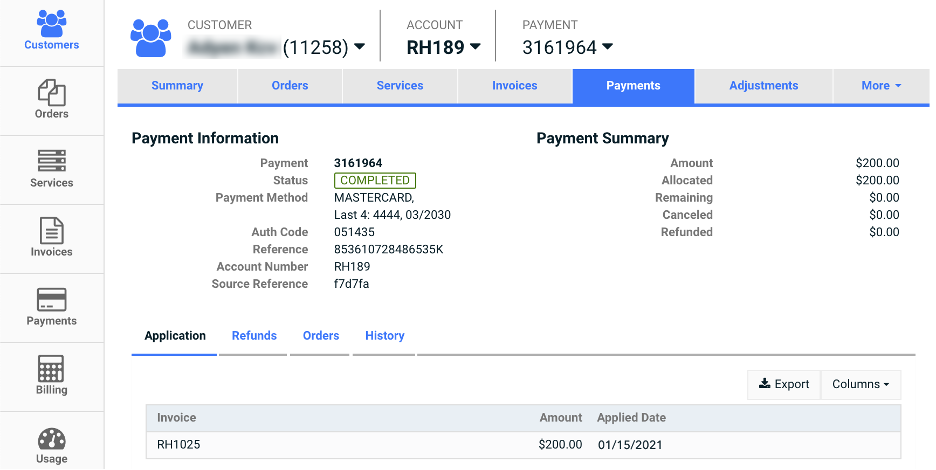 Customers
Orders
Services
Invoices
Payments
Billing
Usage
CUSTOMER
(11258)
ACCOUNT
RH189
PAYMENT
3161964
Summary Orders Services Invoices Payments Adjustments More
Payment Information
Payment 3161964
Status COMPLETED
Payment Method MASTERCARD,
Last 4: 4444, 03/2030
Auth Code 051435
Reference 853610728486535K
Account Number RH189
Source Reference f7d7fa
Payment Summary
Amount $200.00
Allocated $200.00
Remaining $0.00
Canceled $0.00
Refunded $0.00
Application Refunds Orders History
Export Columns
Invoice Amount Applied Date
RH1025 $200.00 01/15/2021